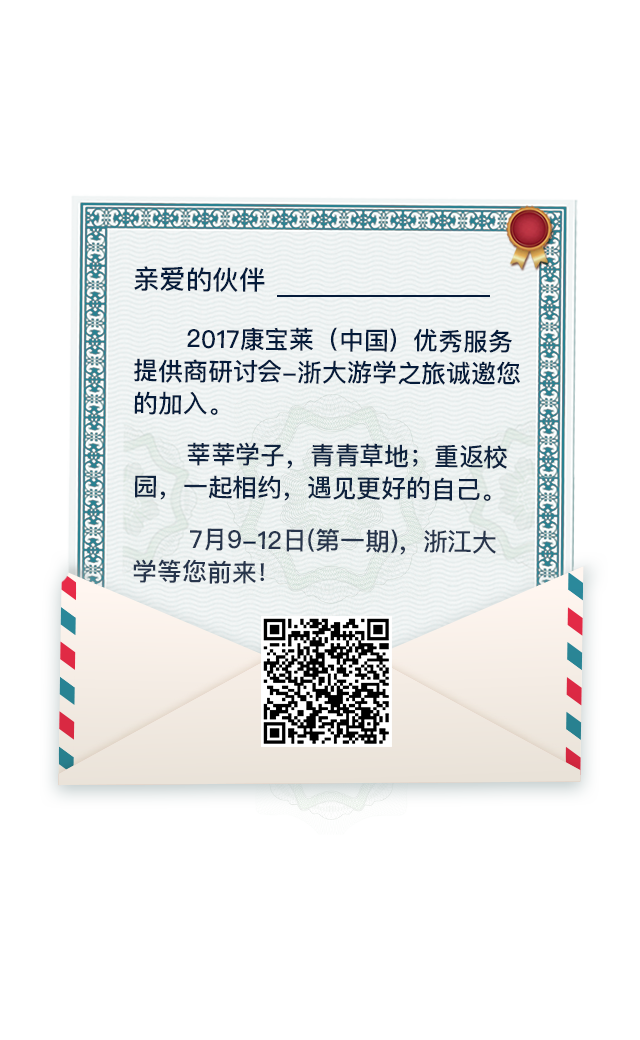 亲爱的伙伴
2017康宝莱（中国）优秀服务
提供商研讨会-浙大游学之旅诚邀您
的加入。
莘莘学子，青青草地；重返校
园，一起相约，遇见更好的自己。
7月9-12日(第一期)，浙江大
学等您前来！